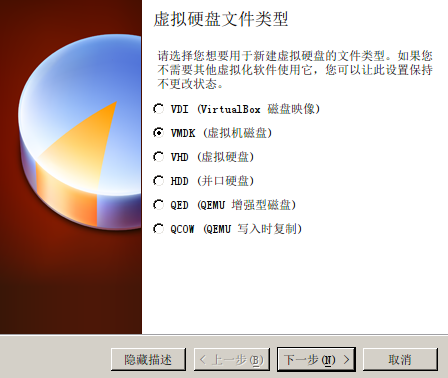 虚拟硬盘文件类型
请选择您想要用于新建虚拟硬盘的文件类型。如果您
不需要其他虚拟化软件使用它，您可以让此设置保持
不更改状态。
VDI (VirtualBox 磁盘映像)
VMDK (虚拟机磁盘)
VHD (虚拟硬盘)
HDD (并口硬盘)
QED (QEMU 增强型磁盘)
QCOW (QEMU 写入时复制)
隐藏描述 < 上一步(B) 下一步(N) > 取消